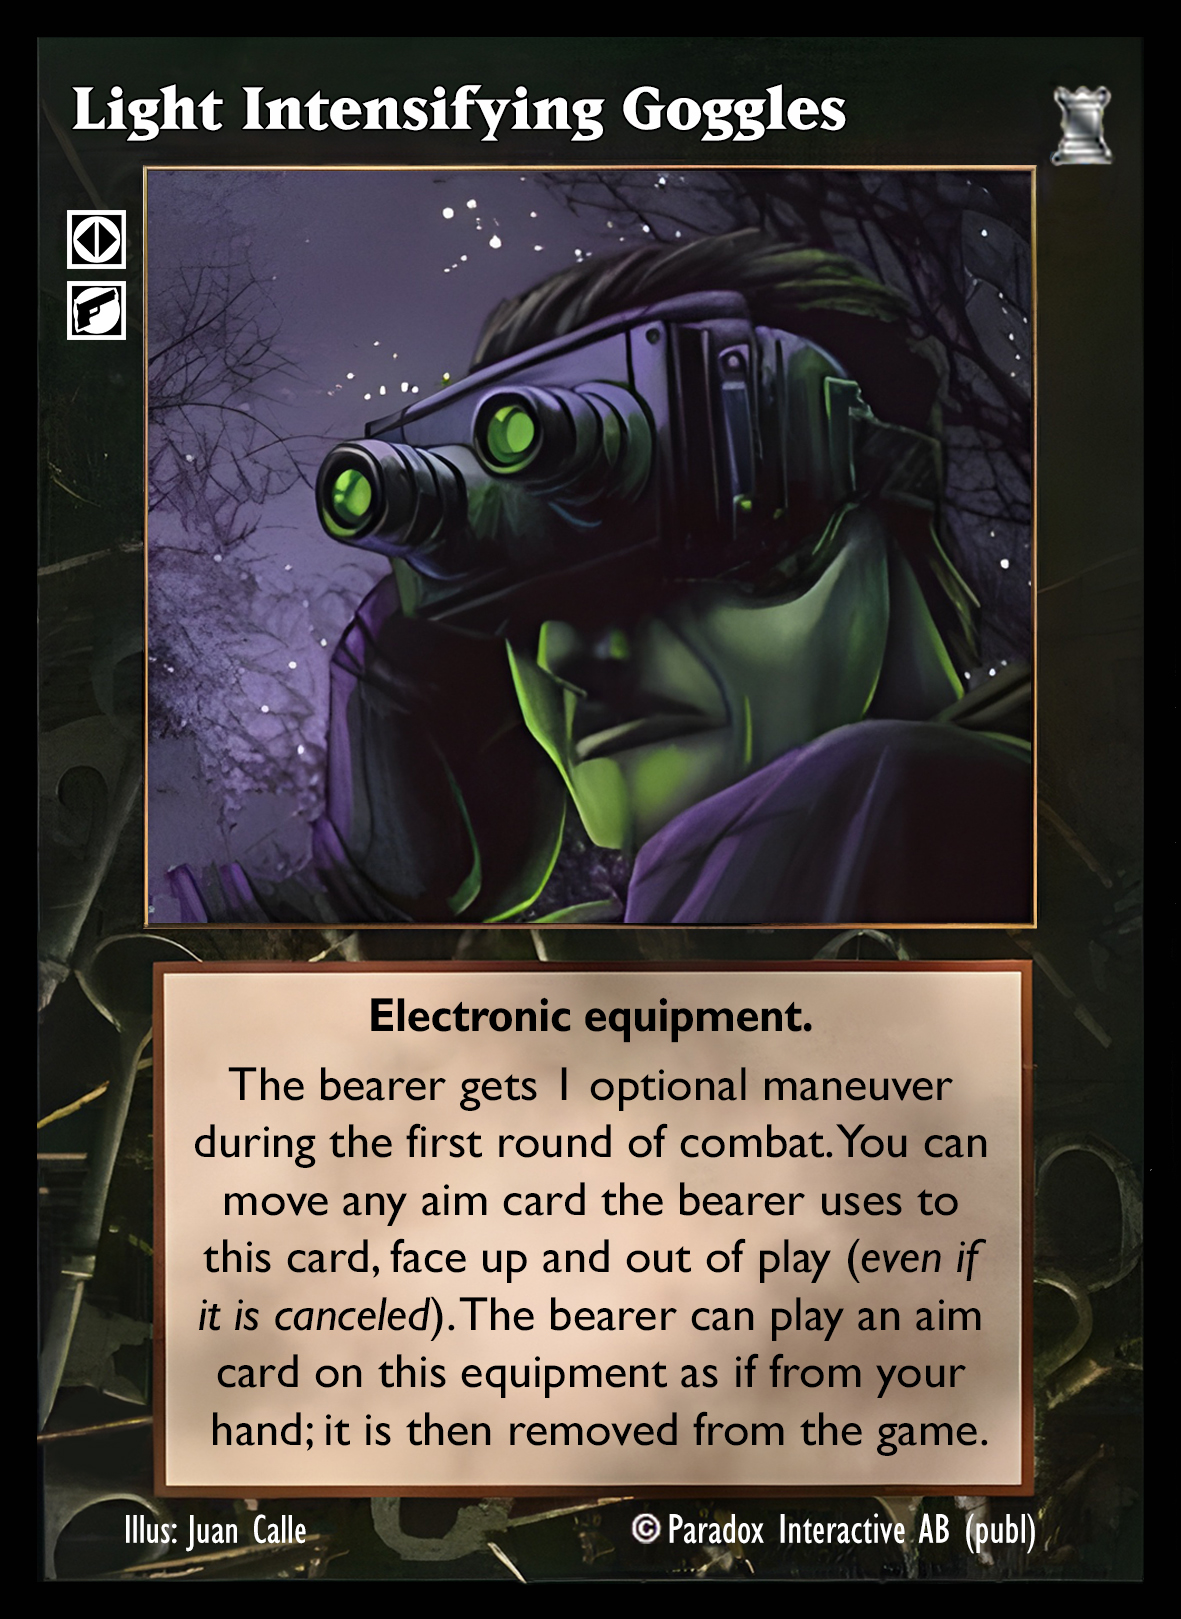 Light Intensifying Goggles
Electronic equipment.
The bearer gets 1 optional maneuver
during the first round of combat. You can
move any aim card the bearer uses to
this card, face up and out of play (even if
it is canceled). The bearer can play an aim
card on this equipment as if from your
hand; it is then removed from the game.
Illus: Juan Calle
© Paradox Interactive AB (publ)